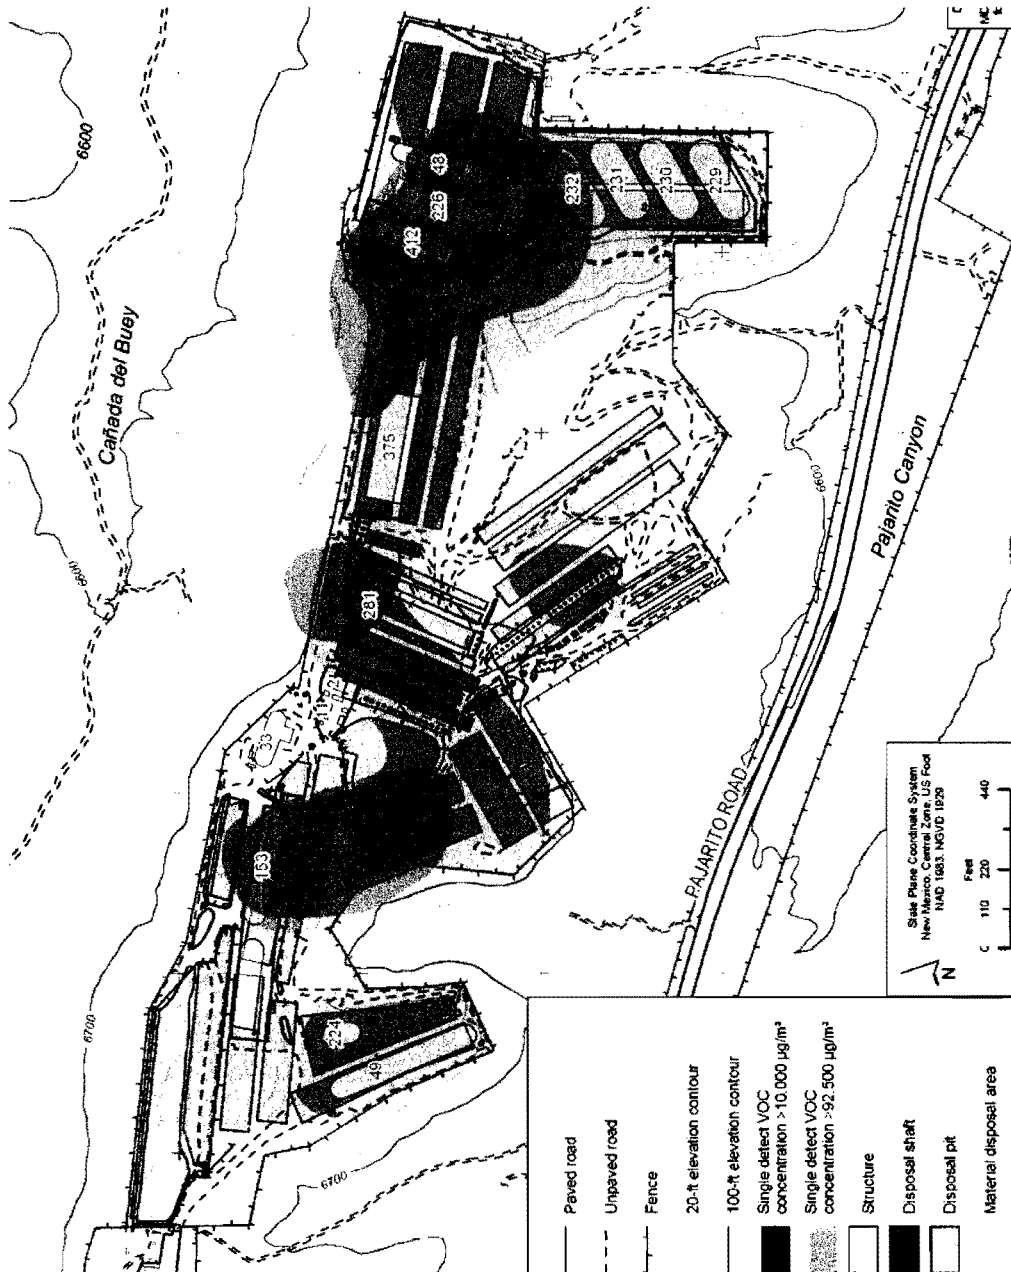 6600
Cañada del Buey
6600
412
226
48
232
231
230
229
375
281
33
153
6600
Pajarito Canyon
PAJARITO ROAD
6700
224
49
6700
State Plane Coordinate System
New Mexico, Central Zone, US Foot
NAD 1983, NGVD 1929
N
Feet
110
220
440
Paved road
Unpaved road
Fence
20-ft elevation contour
100-ft elevation contour
Single detect VOC
concentration >10,000 µg/m³
Single detect VOC
concentration >92,500 µg/m³
Structure
Disposal shaft
Disposal pit
Material disposal area